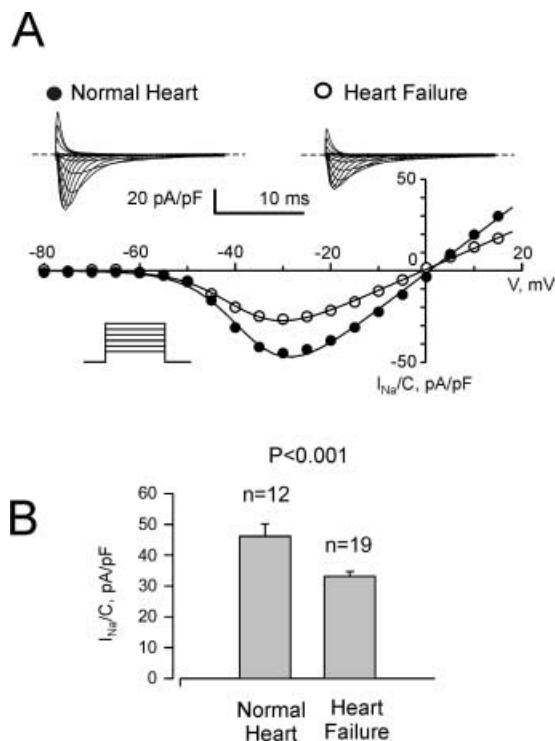 A
Normal Heart
Heart Failure
20 pA/pF
10 ms
50
-80
-60
-40
-20
0
20
V, mV
-50
I_Na/C, pA/pF
B
P<0.001
60
50
40
30
20
10
0
I_Na/C, pA/pF
n=12
n=19
Normal
Heart
Heart
Failure